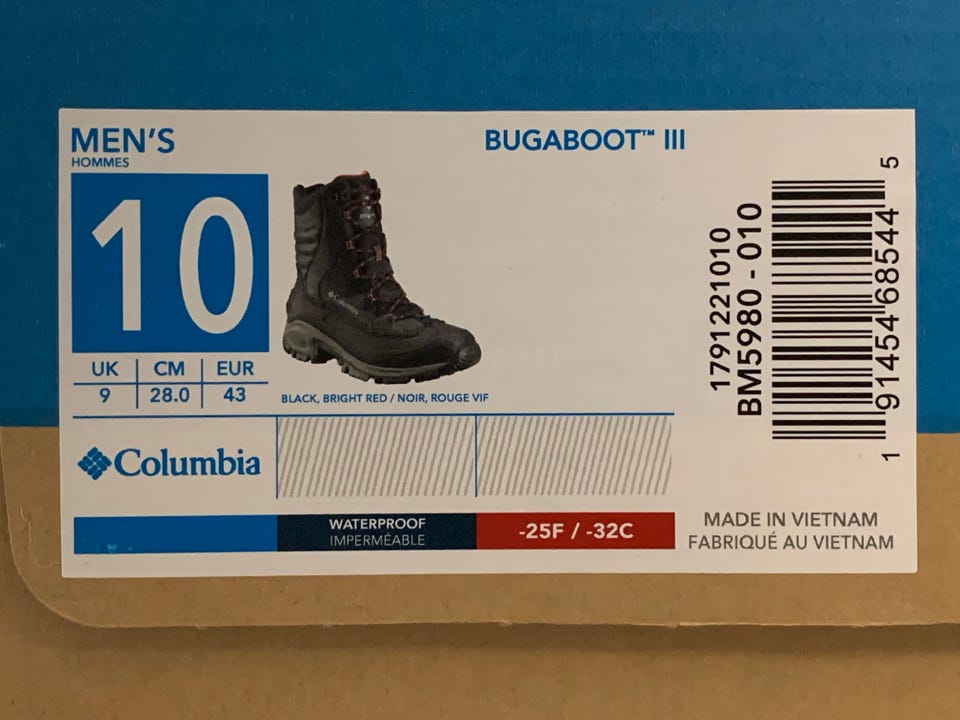 MEN'S
HOMMES
10
UK CM EUR
9 28.0 43
BUGABOOT™ III
Columbia
BLACK, BRIGHT RED / NOIR, ROUGE VIF
Columbia
WATERPROOF
IMPERMÉABLE
-25F / -32C
1791221010
BM5980 - 010
1 91454 68544 5
MADE IN VIETNAM
FABRIQUÉ AU VIETNAM